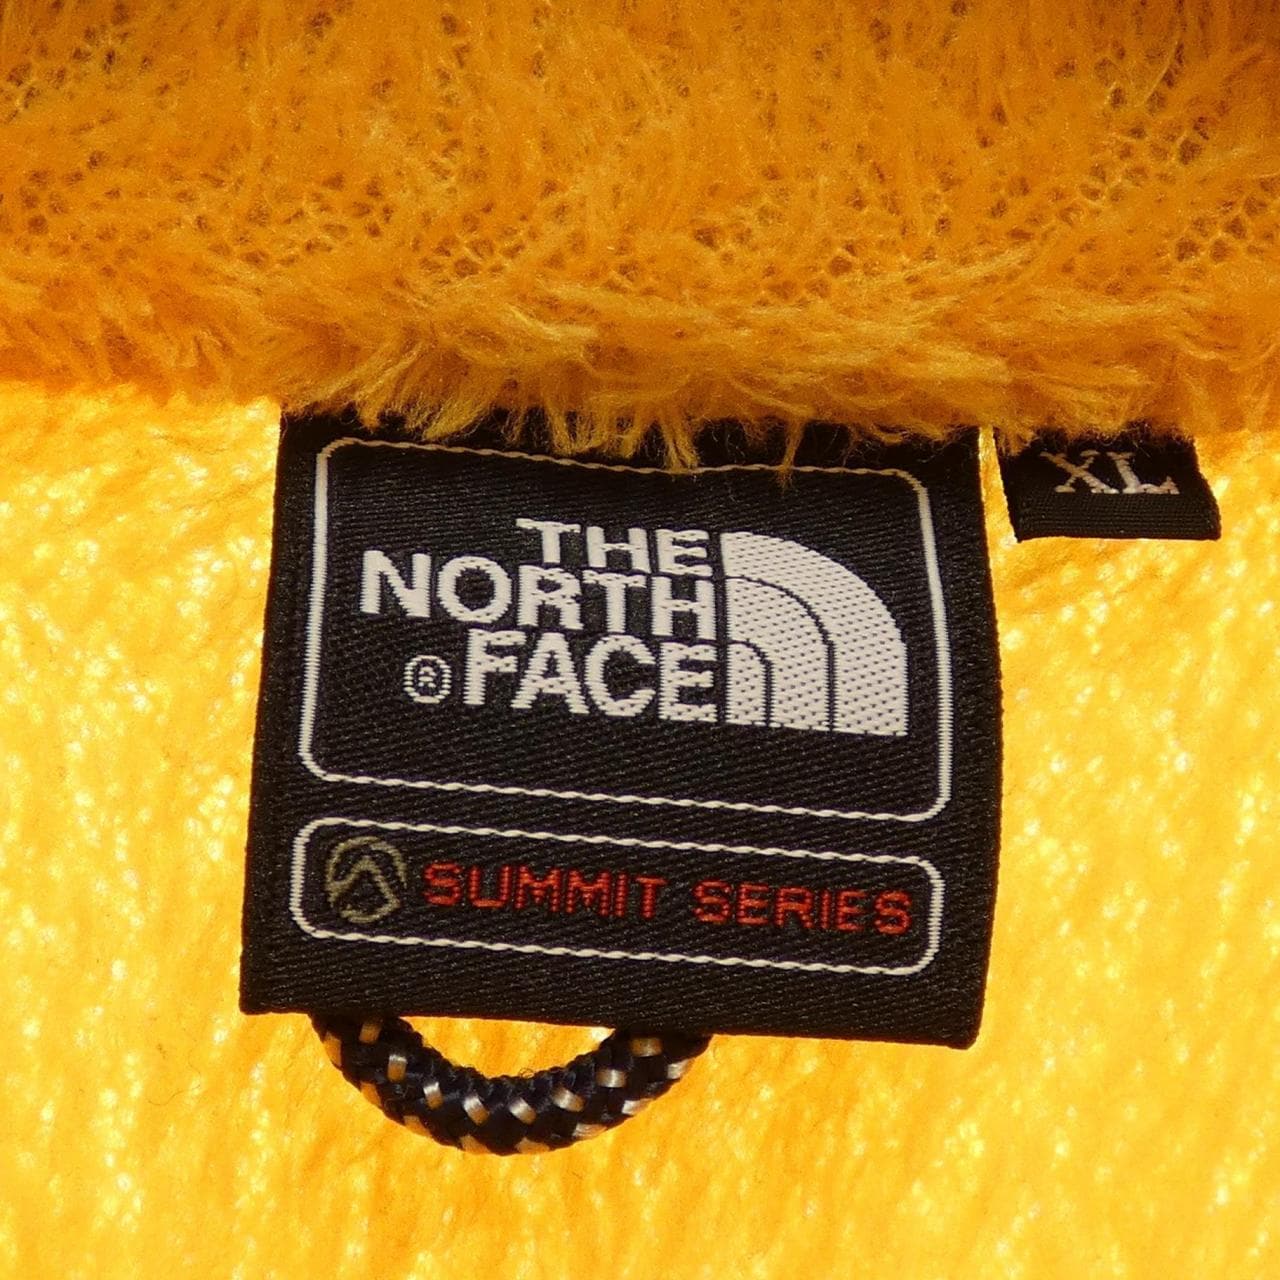 THE
NORTH
®FACE
XL
SUMMIT SERIES